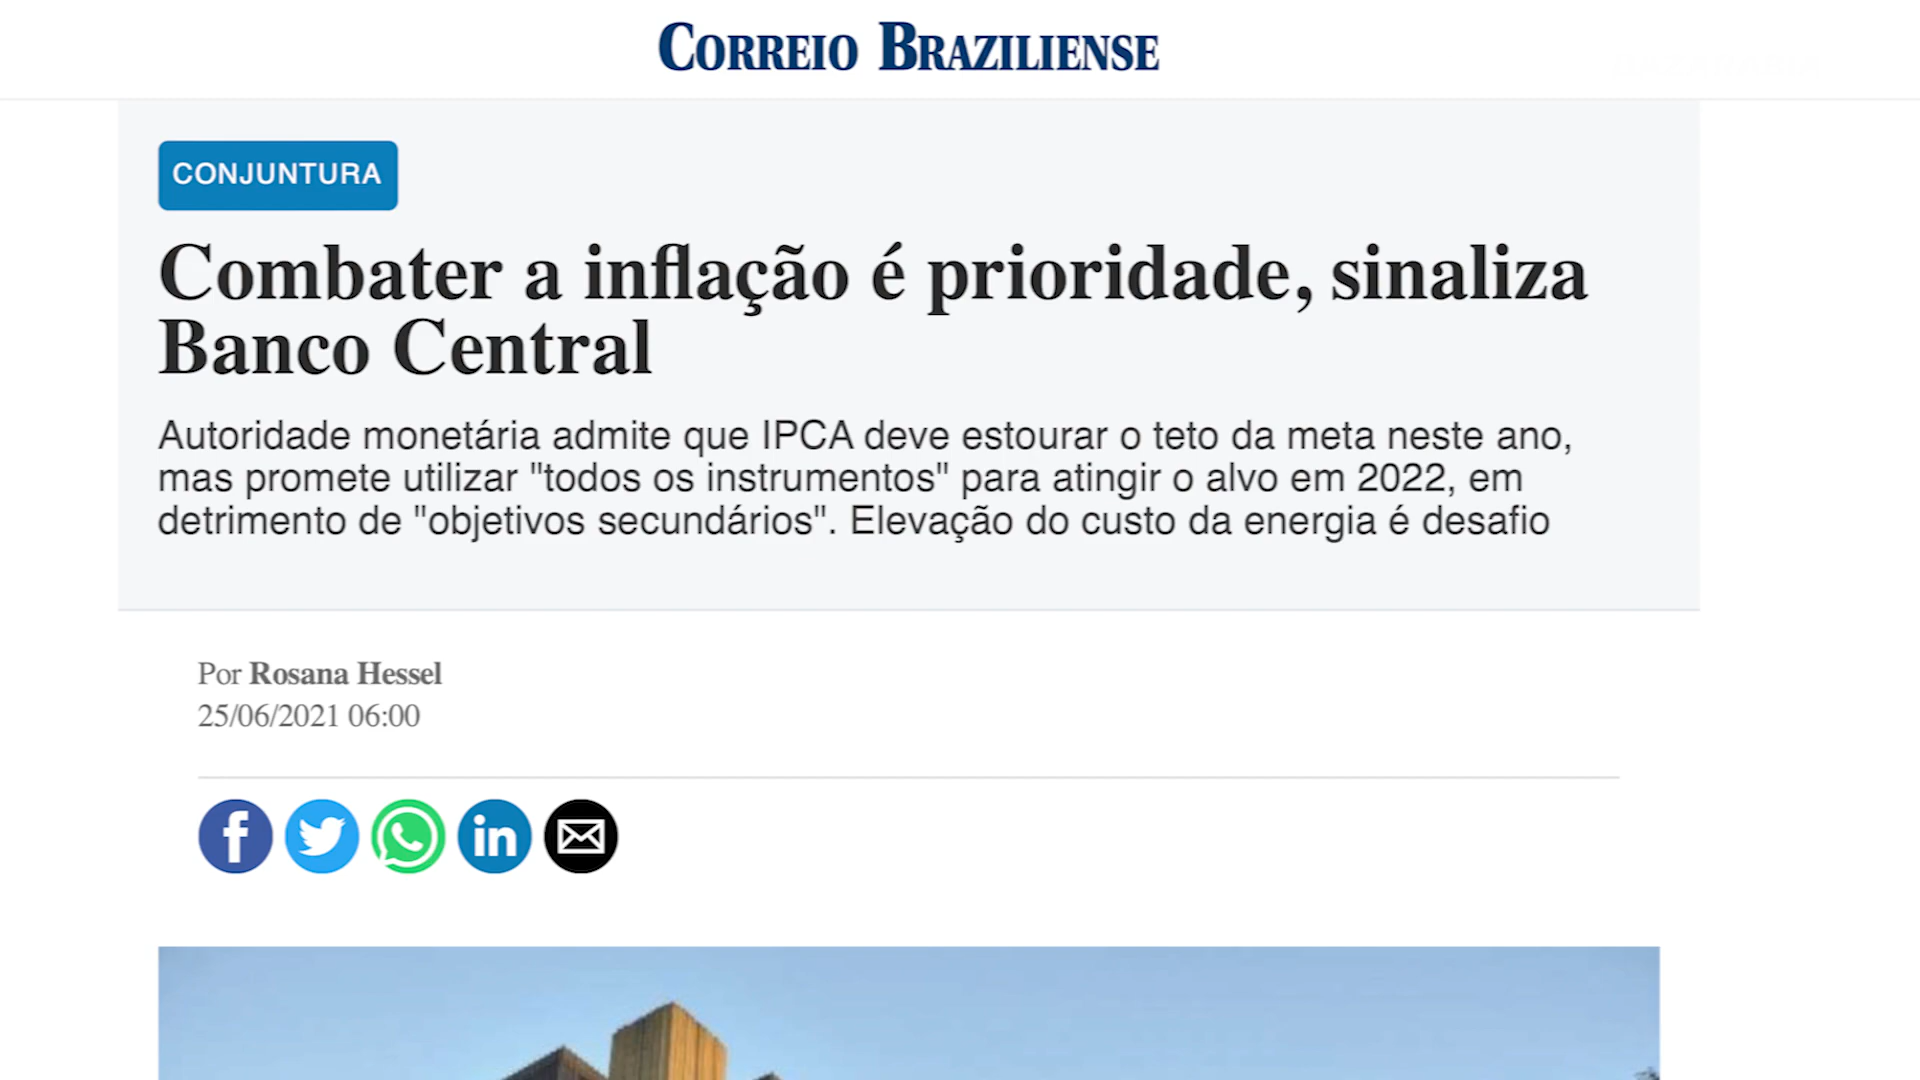 CORREIO BRAZILIENSE
CONJUNTURA
Combater a inflação é prioridade, sinaliza
Banco Central
Autoridade monetária admite que IPCA deve estourar o teto da meta neste ano,
mas promete utilizar "todos os instrumentos" para atingir o alvo em 2022, em
detrimento de "objetivos secundários". Elevação do custo da energia é desafio
Por Rosana Hessel
25/06/2021 06:00